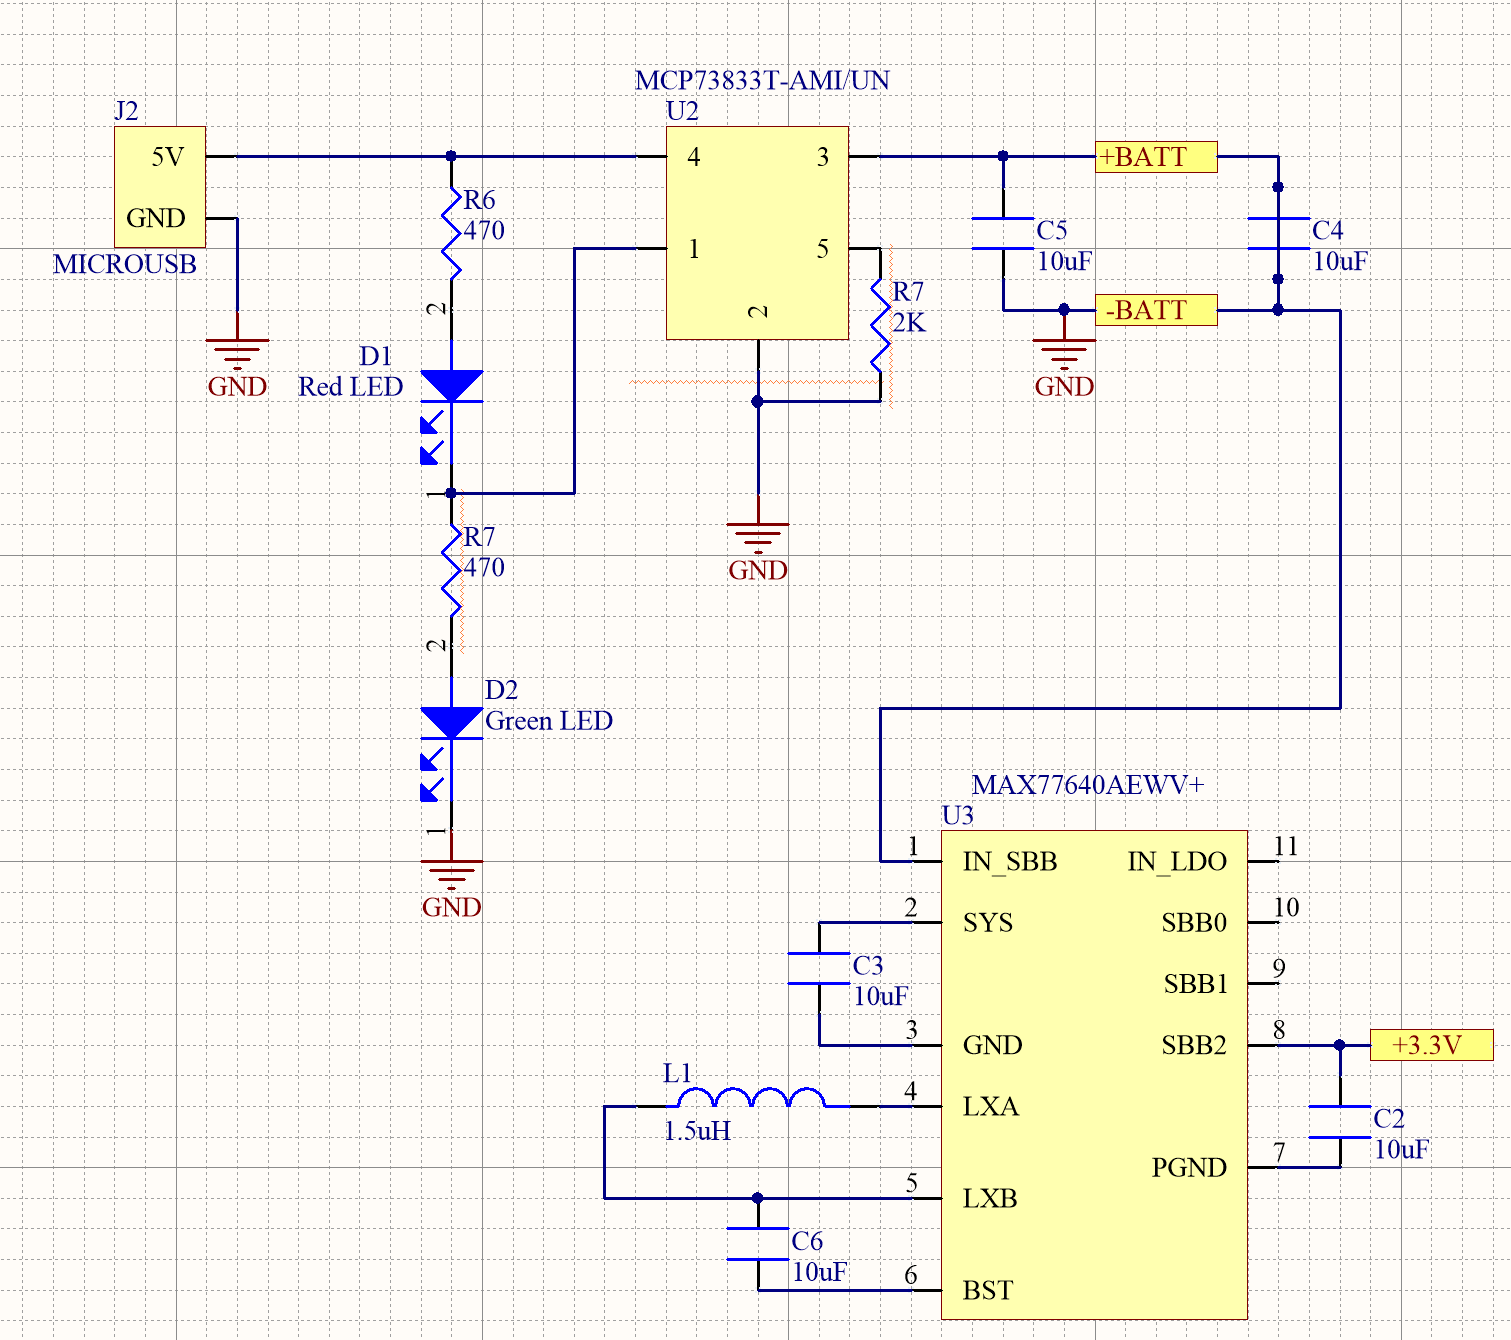 MCP73833T-AMI/UN
J2
U2
5V
GND
MICROUSB
GND
R6
470
2
D1
Red LED
1
R7
470
2
D2
Green LED
1
GND
4
3
1
5
2
R7
2K
GND
C5
10uF
+BATT
-BATT
C4
10uF
GND
MAX77640AEWV+
U3
1
IN_SBB
IN_LDO
11
2
SYS
SBB0
10
C3
10uF
SBB1
9
3
GND
SBB2
8
+3.3V
L1
1.5uH
4
LXA
C2
10uF
PGND
7
5
LXB
C6
10uF
6
BST